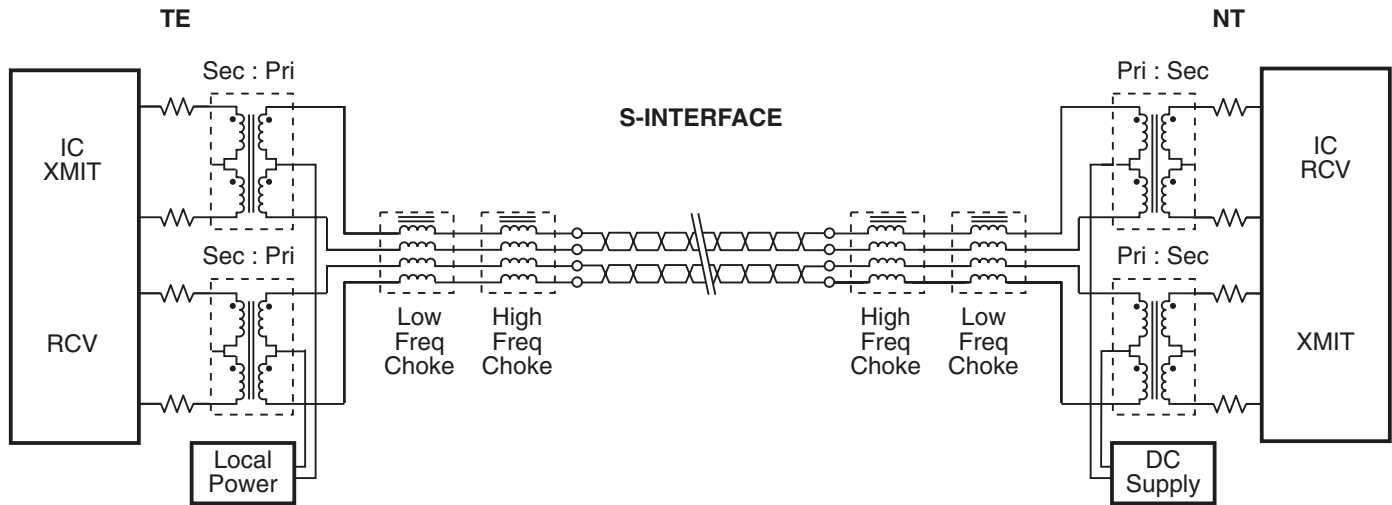 TE
NT
Sec : Pri
Pri : Sec
S-INTERFACE
IC
XMIT
IC
RCV
Sec : Pri
Pri : Sec
Low
Freq
Choke
High
Freq
Choke
High
Freq
Choke
Low
Freq
Choke
RCV
XMIT
Local
Power
DC
Supply